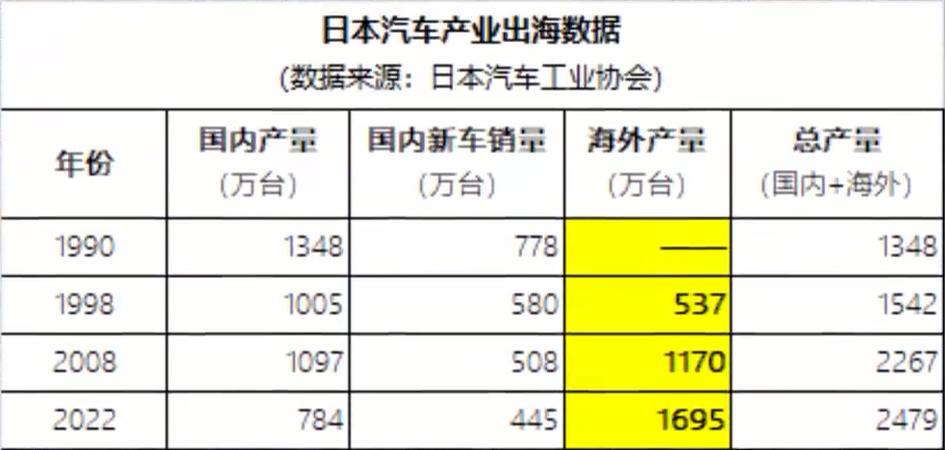 日本汽车产业出海数据
(数据来源：日本汽车工业协会)
年份 国内产量 国内新车销量 海外产量 总产量
(万台) (万台) (万台) (国内+海外)
1990 1348 778 —— 1348
1998 1005 580 537 1542
2008 1097 508 1170 2267
2022 784 445 1695 2479